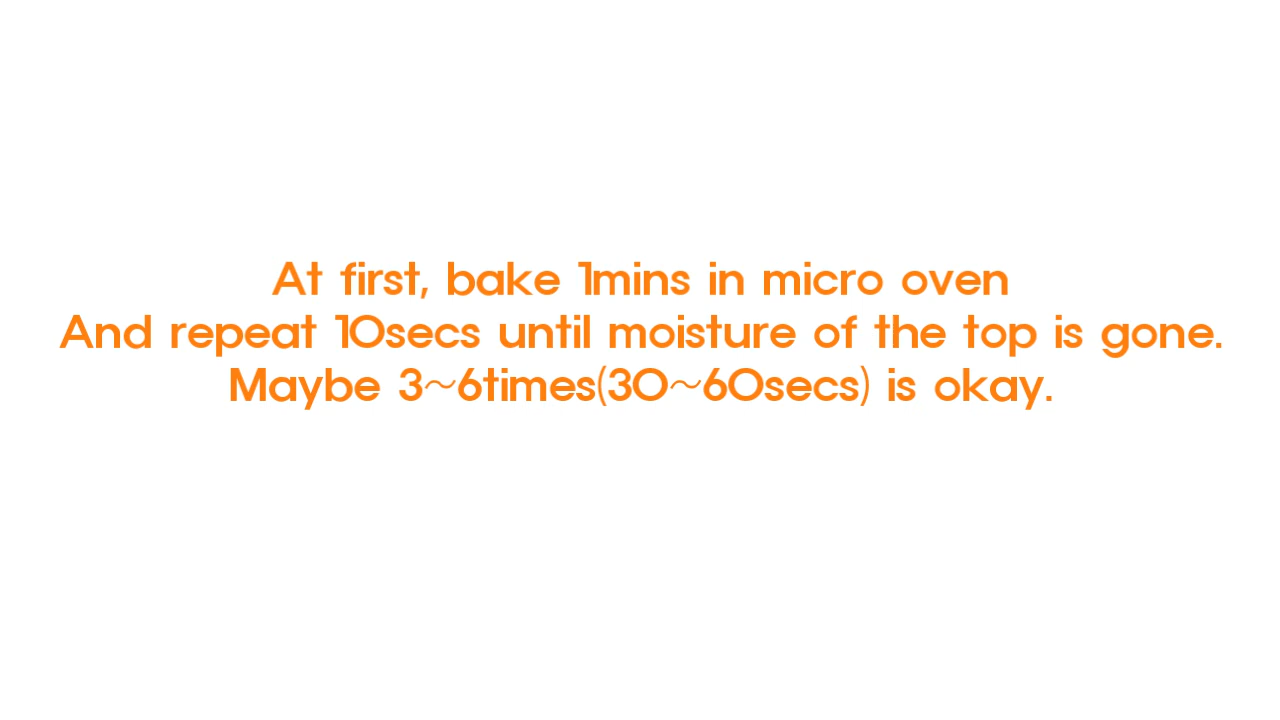 At first, bake 1mins in micro oven
And repeat 10secs until moisture of the top is gone.
Maybe 3~6times(30~60secs) is okay.